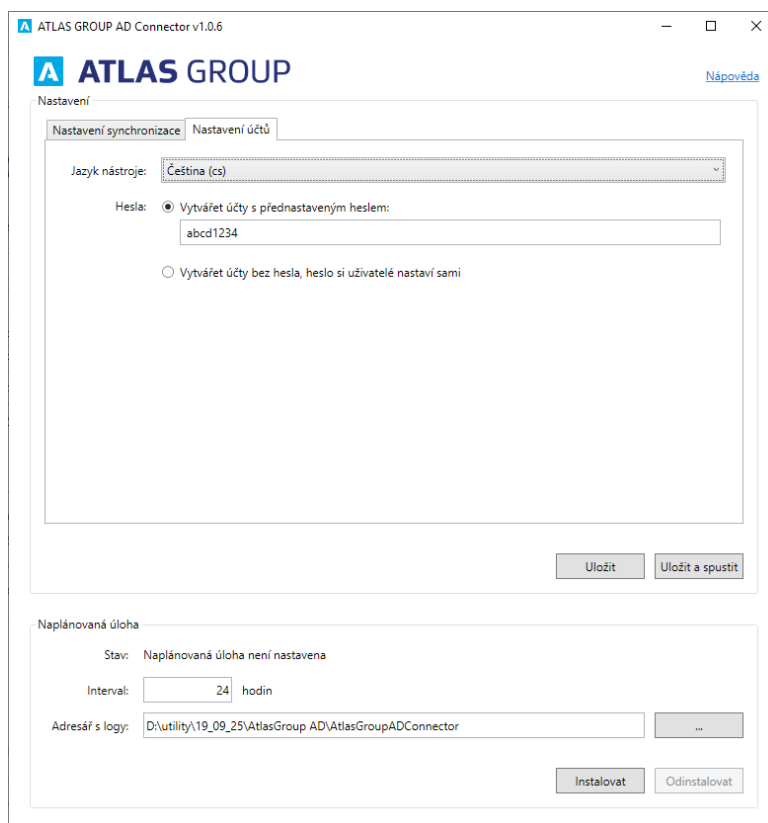 ATLAS GROUP AD Connector v1.0.6
ATLAS GROUP
Nápověda
Nastavení
Nastavení synchronizace Nastavení účtů
Jazyk nástroje: Čeština (cs)
Hesla: Vytvářet účty s přednastaveným heslem:
abcd1234
Vytvářet účty bez hesla, heslo si uživatelé nastaví sami
Uložit Uložit a spustit
Naplánovaná úloha
Stav: Naplánovaná úloha není nastavena
Interval: 24 hodin
Adresář s logy: D:\utility\19_09_25\AtlasGroup AD\AtlasGroupADConnector ...
Instalovat Odinstalovat